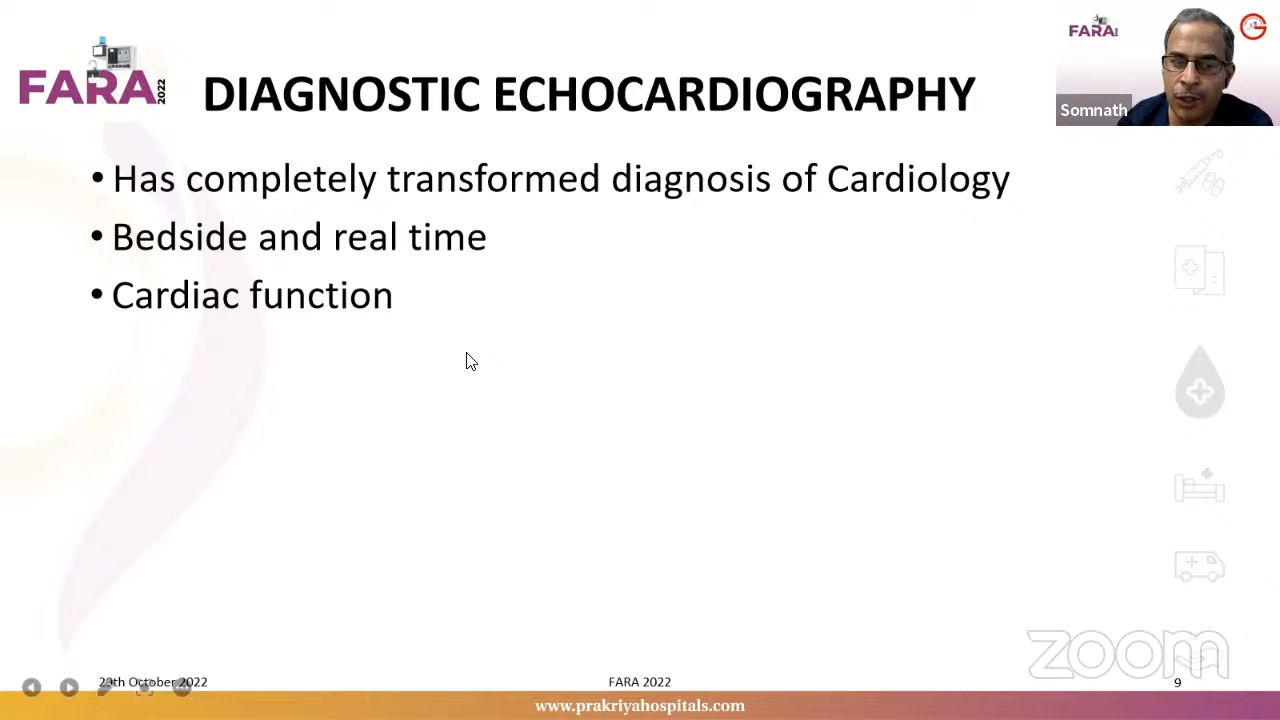 FARA 2022
DIAGNOSTIC ECHOCARDIOGRAPHY
FARA
Somnath
• Has completely transformed diagnosis of Cardiology
• Bedside and real time
• Cardiac function
zoom
29th October 2022
FARA 2022
9
www.prakriyahospitals.com